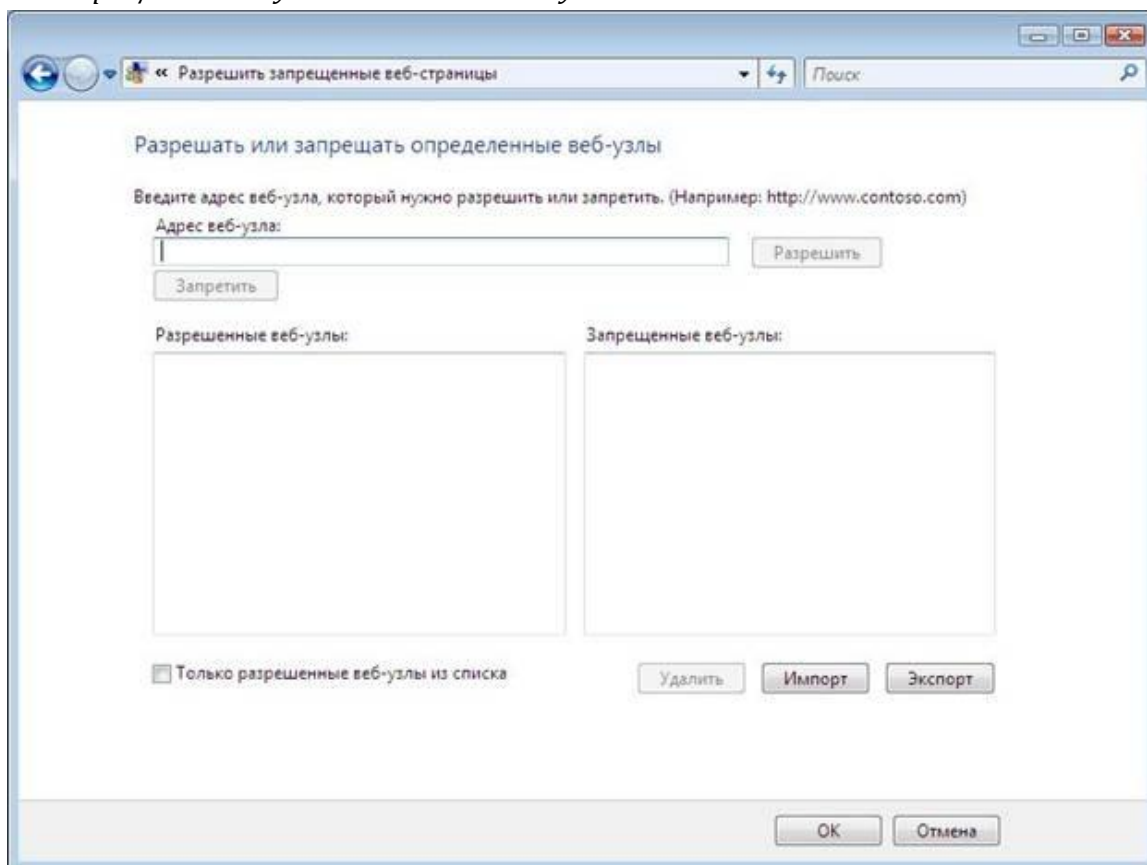 « Разрешить запрещенные веб-страницы
Поиск
Разрешать или запрещать определенные веб-узлы
Введите адрес веб-узла, который нужно разрешить или запретить. (Например: http://www.contoso.com)
Адрес веб-узла:
Разрешить
Запретить
Разрешенные веб-узлы: Запрещенные веб-узлы:
Только разрешенные веб-узлы из списка
Удалить Импорт Экспорт
ОК Отмена